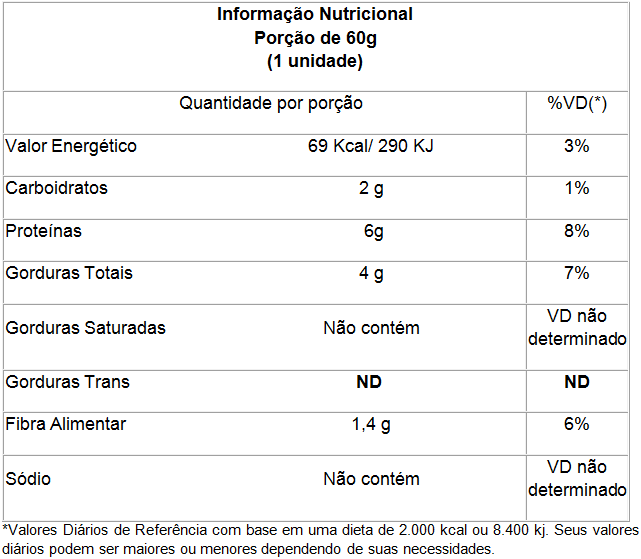 Informação Nutricional
Porção de 60g
(1 unidade)
Quantidade por porção %VD(*)
Valor Energético 69 Kcal/ 290 KJ 3%
Carboidratos 2 g 1%
Proteínas 6g 8%
Gorduras Totais 4 g 7%
Gorduras Saturadas Não contém VD não determinado
Gorduras Trans ND ND
Fibra Alimentar 1,4 g 6%
Sódio Não contém VD não determinado
*Valores Diários de Referência com base em uma dieta de 2.000 kcal ou 8.400 kj. Seus valores
diários podem ser maiores ou menores dependendo de suas necessidades.